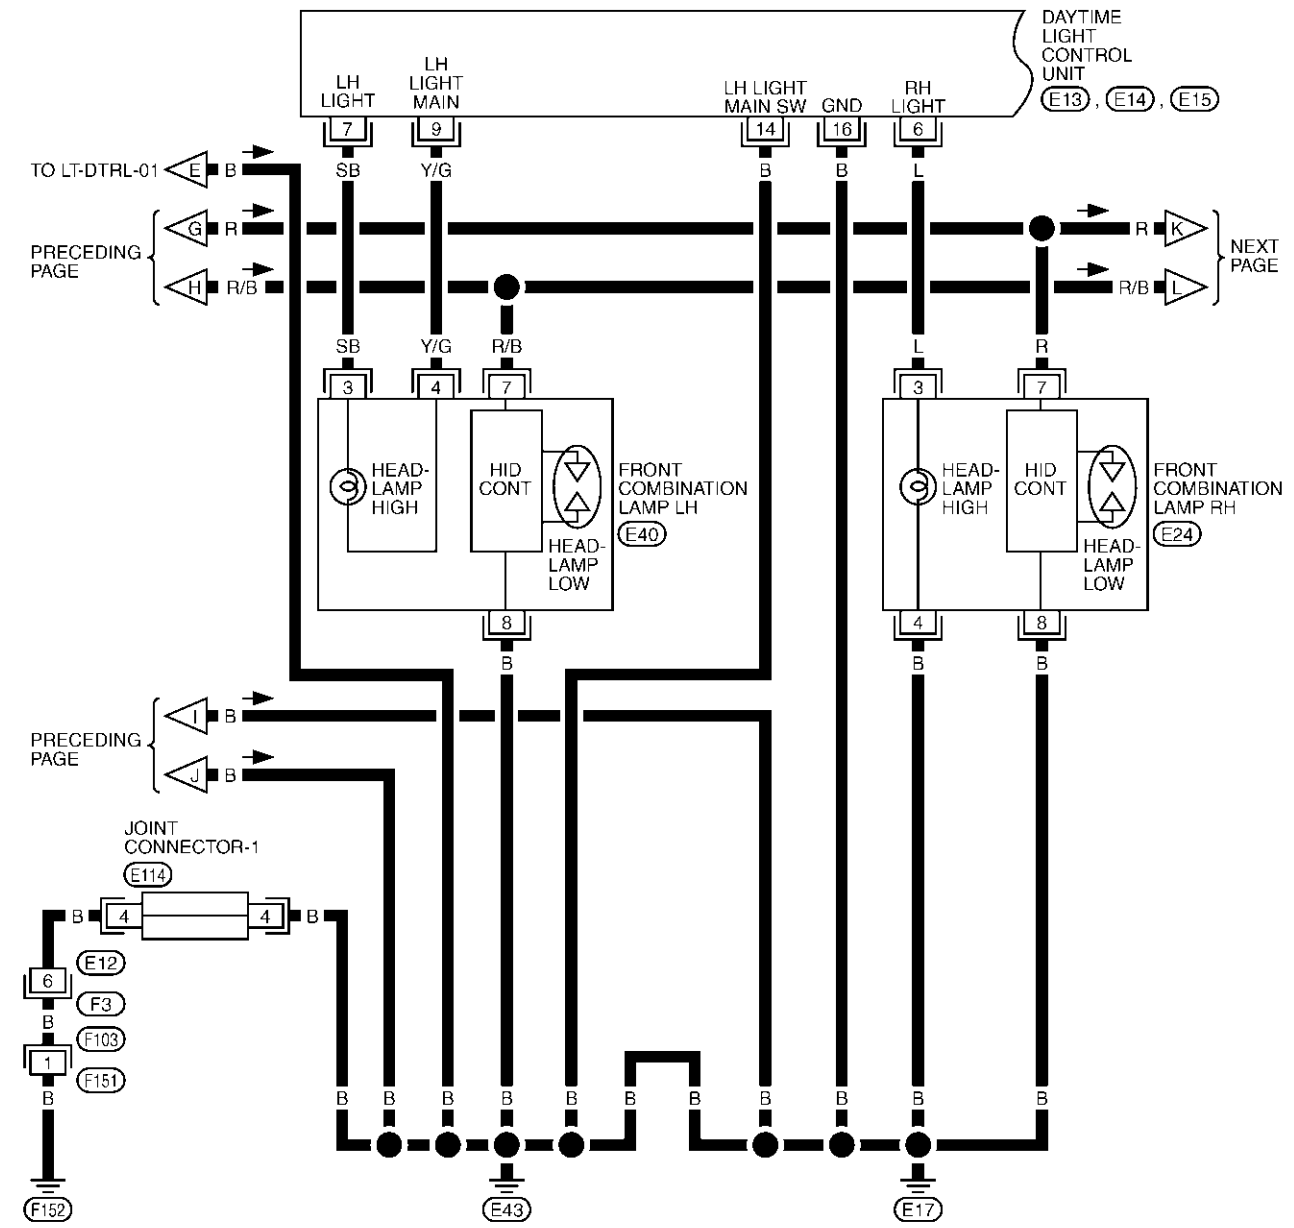 DAYTIME
LIGHT
CONTROL
UNIT
E13 , E14 , E15
LH
LIGHT
LH
LIGHT
MAIN
LH LIGHT
MAIN SW
GND
RH
LIGHT
7
9
14
16
6
TO LT-DTRL-01
E
B
SB
Y/G
B
B
L
PRECEDING
PAGE
G
R
R
K
H
R/B
R/B
L
NEXT
PAGE
SB
Y/G
R/B
L
R
3
4
7
3
7
HEAD-
LAMP
HIGH
HID
CONT
HEAD-
LAMP
LOW
FRONT
COMBINATION
LAMP LH
E40
HEAD-
LAMP
HIGH
HID
CONT
HEAD-
LAMP
LOW
FRONT
COMBINATION
LAMP RH
E24
8
4
8
B
B
B
PRECEDING
PAGE
I
B
J
B
JOINT
CONNECTOR-1
E114
B
4
4
B
6
E12
F3
B
F103
1
F151
B
B
B
B
B
B
B
B
B
B
B
B
F152
E43
E17